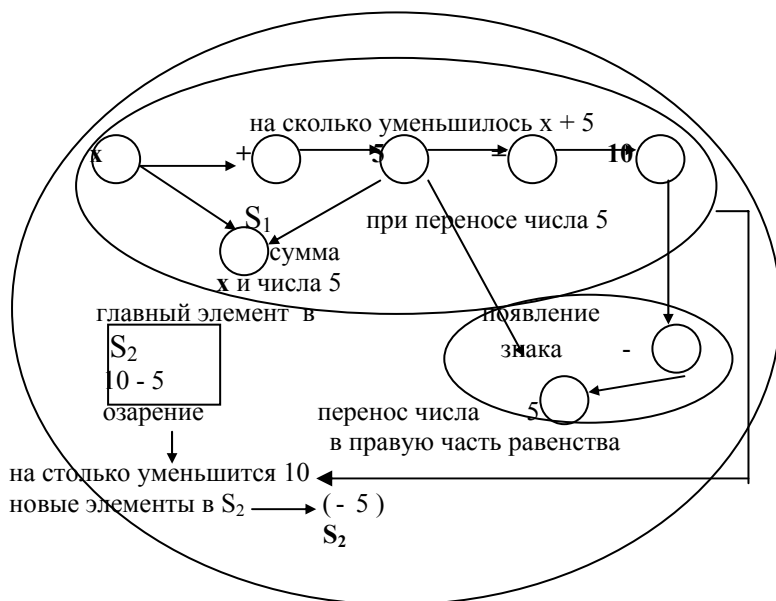 на сколько уменьшилось x + 5
x + 5 = 10
S₁ при переносе числа 5
сумма
x и числа 5
главный элемент в появление
S₂ знака -
10 - 5
озарение перенос числа 5
в правую часть равенства
на столько уменьшится 10
новые элементы в S₂ ( - 5 )
S₂